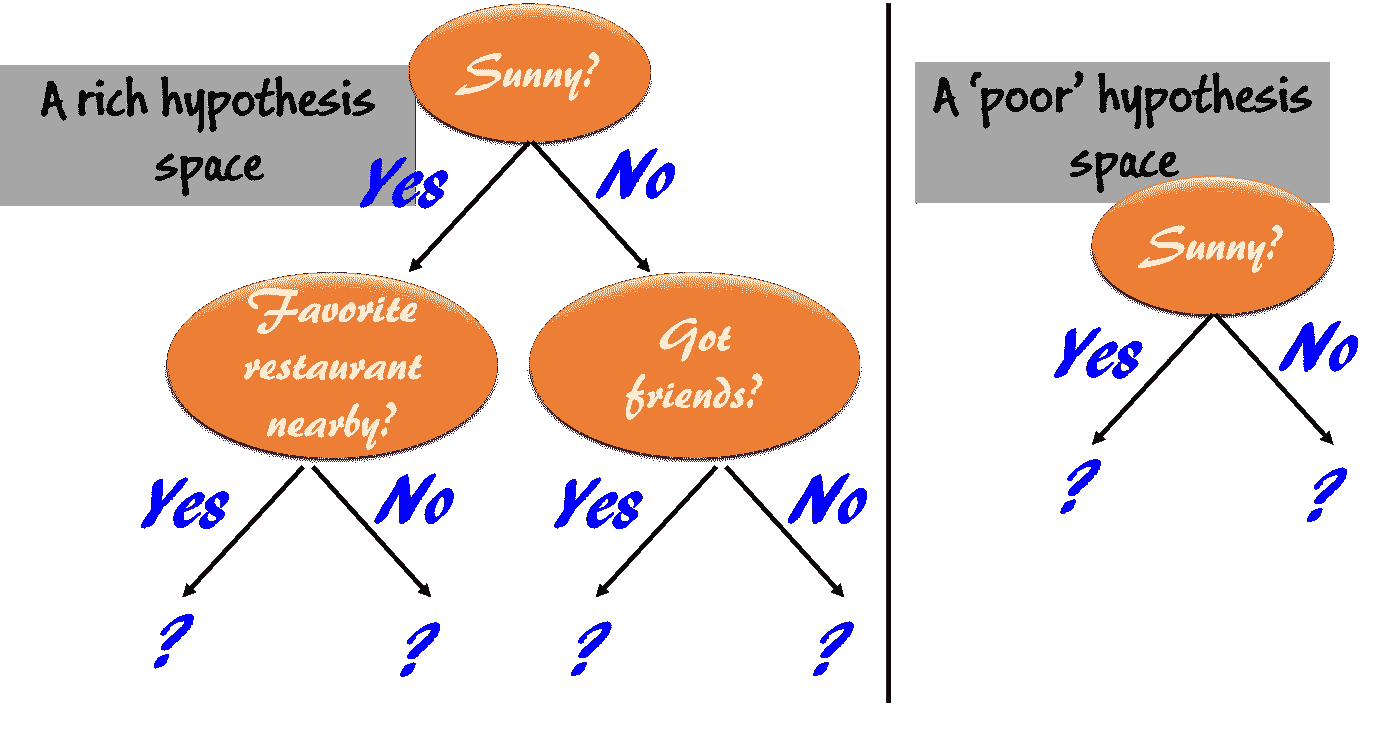 A rich hypothesis
space
Sunny?
Yes
No
Favorite
restaurant
nearby?
Got
friends?
Yes
No
Yes
No
?
?
?
?
A ‘poor’ hypothesis
space
Sunny?
Yes
No
?
?